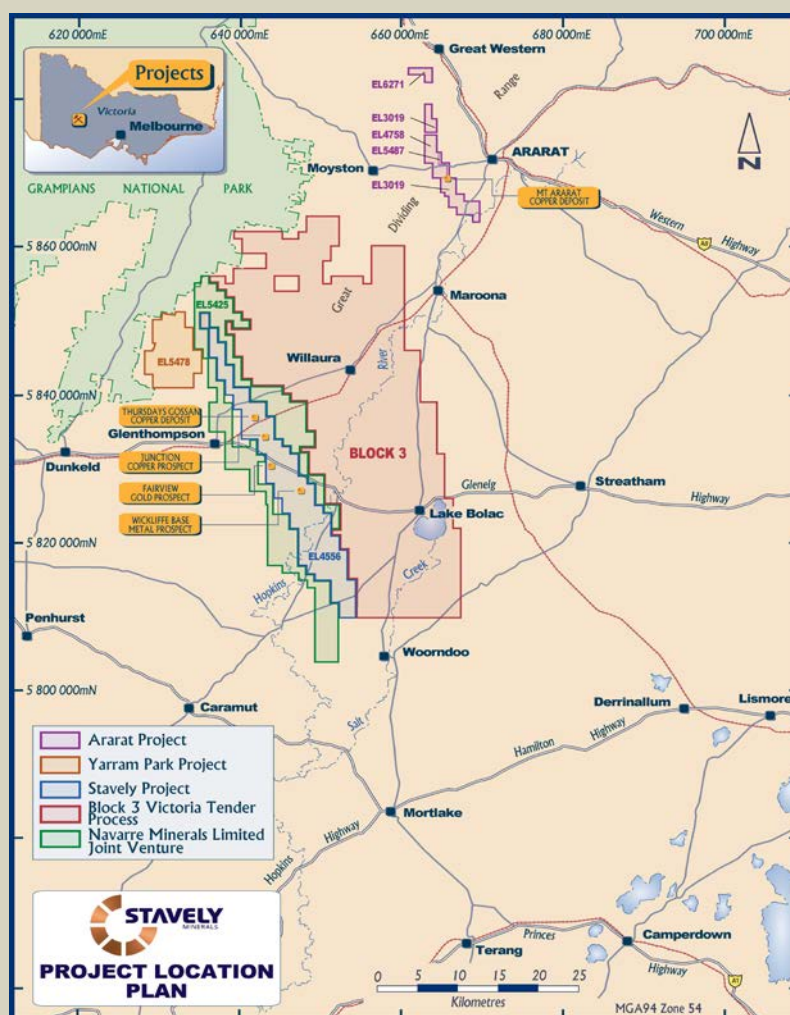 620 000mE
640 000mE
660 000mE
680 000mE
700 000mE
Projects
Victoria
Melbourne
Great Western
EL6271
Range
EL3019
EL4758
EL5487
EL3019
ARARAT
Moyston
N
MT ARARAT
COPPER DEPOSIT
GRAMPIANS NATIONAL PARK
Dividing
Western
Highway
A8
5 860 000mN
Great
Maroona
EL5425
EL5478
Willaura
River
5 840 000mN
THURSDAYS GOSSAN
COPPER DEPOSIT
Glenthompson
BLOCK 3
Dunkeld
JUNCTION
COPPER PROSPECT
FAIRVIEW
GOLD PROSPECT
WICKLIFFE BASE
METAL PROSPECT
Glenelg
Streatham
Highway
Lake Bolac
5 820 000mN
EL4556
Hopkins
Creek
Penhurst
Woorndoo
5 800 000mN
Caramut
Salt
Derrinallum
Lismore
Hamilton
Highway
Ararat Project
Yarram Park Project
Stavely Project
Block 3 Victoria Tender
Process
Navarre Minerals Limited
Joint Venture
Mortlake
Highway
Hopkins
STAVELY
MINERALS
PROJECT LOCATION
PLAN
Terang
Princes
Camperdown
Highway
A1
0 5 10 15 20 25
Kilometres
MGA94 Zone 54